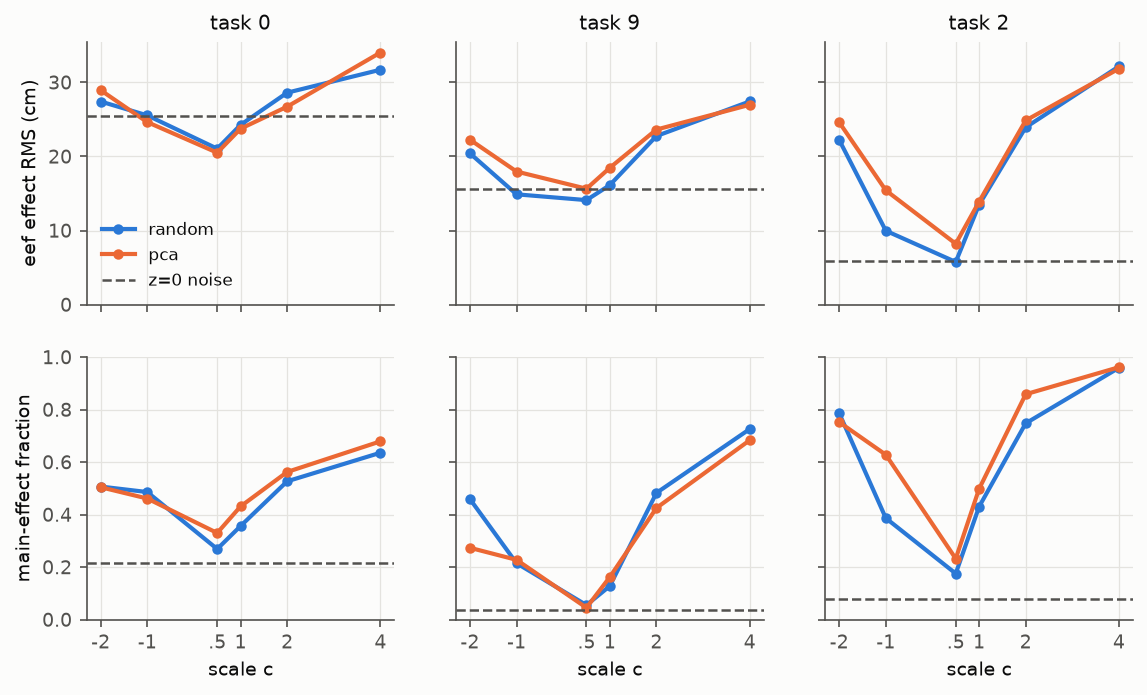 task 0
task 9
task 2
eef effect RMS (cm)
30
20
10
0
random
pca
z=0 noise
main-effect fraction
1.0
0.8
0.6
0.4
0.2
0.0
-2 -1 .5 1 2 4
-2 -1 .5 1 2 4
-2 -1 .5 1 2 4
scale c
scale c
scale c